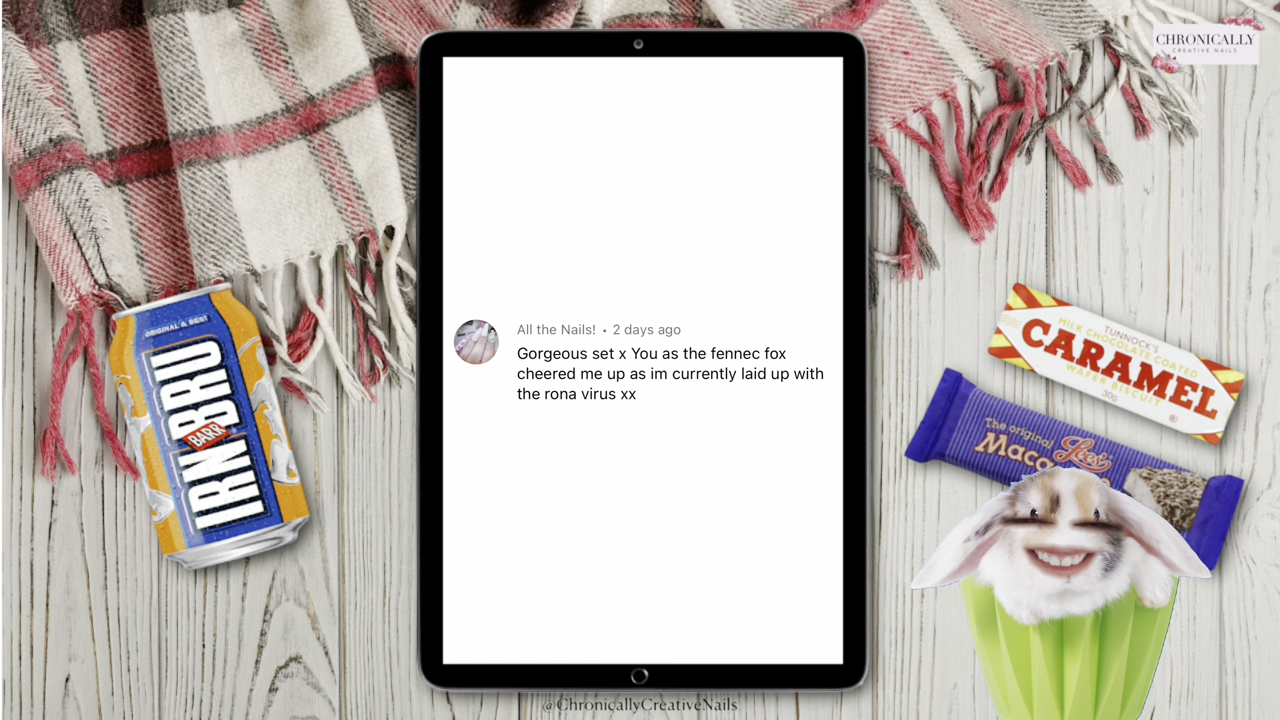 CHRONICALLY
CREATIVE NAILS
All the Nails! • 2 days ago
Gorgeous set x You as the fennec fox
cheered me up as im currently laid up with
the rona virus xx
ORIGINAL & BEST
IRN-BRU
BARR
TUNNOCK'S
MILK CHOCOLATE COATED
CARAMEL
WAFER BISCUIT
30g
®
The original
Lees'
Maca
@ChronicallyCreativeNails